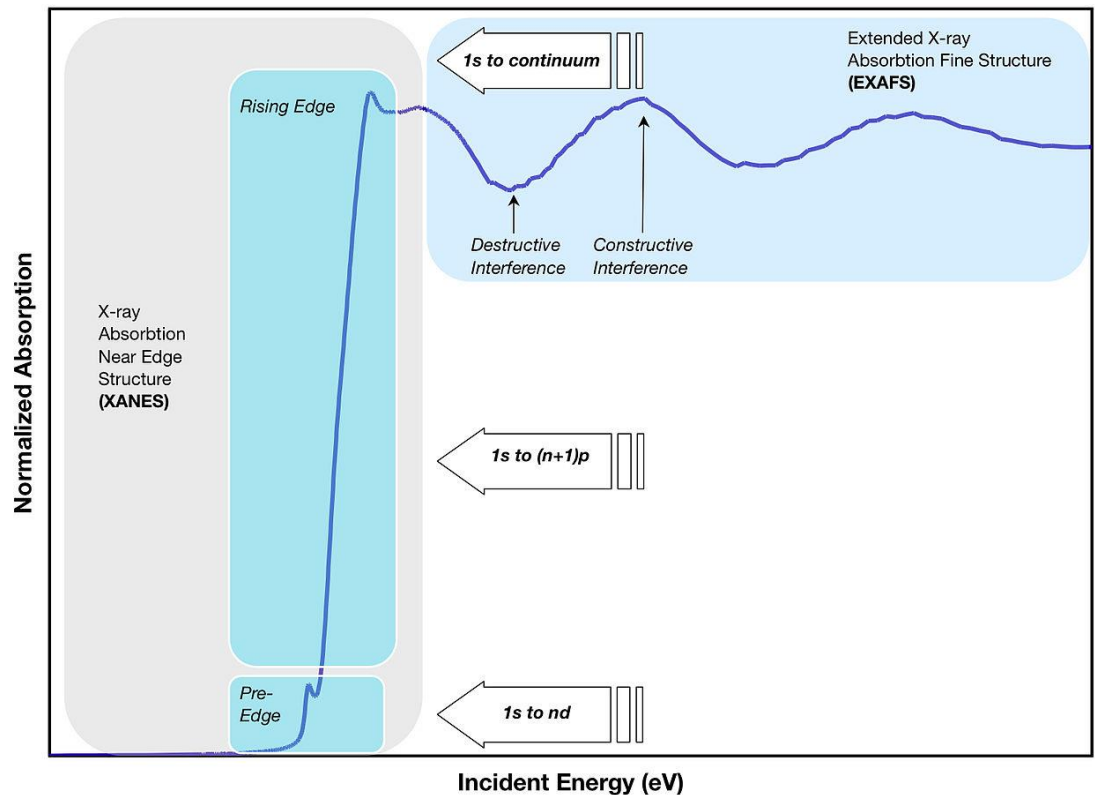 1s to continuum
Extended X-ray
Absorbtion Fine Structure
(EXAFS)
Rising Edge
Destructive
Interference
Constructive
Interference
X-ray
Absorbtion
Near Edge
Structure
(XANES)
1s to (n+1)p
Pre-
Edge
1s to nd
Normalized Absorption
Incident Energy (eV)